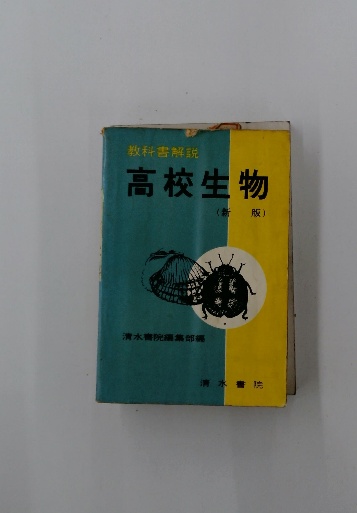 教科書解説
高校生物
(新 版)
清水書院編集部編
清水書院